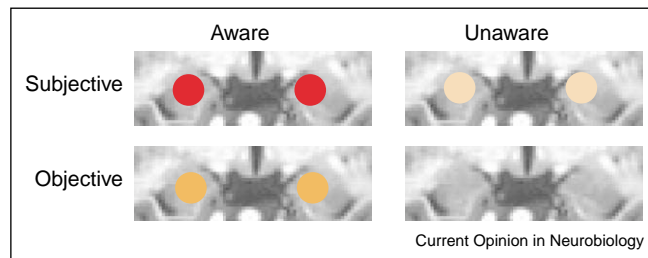 Aware Unaware
Subjective
Objective
Current Opinion in Neurobiology